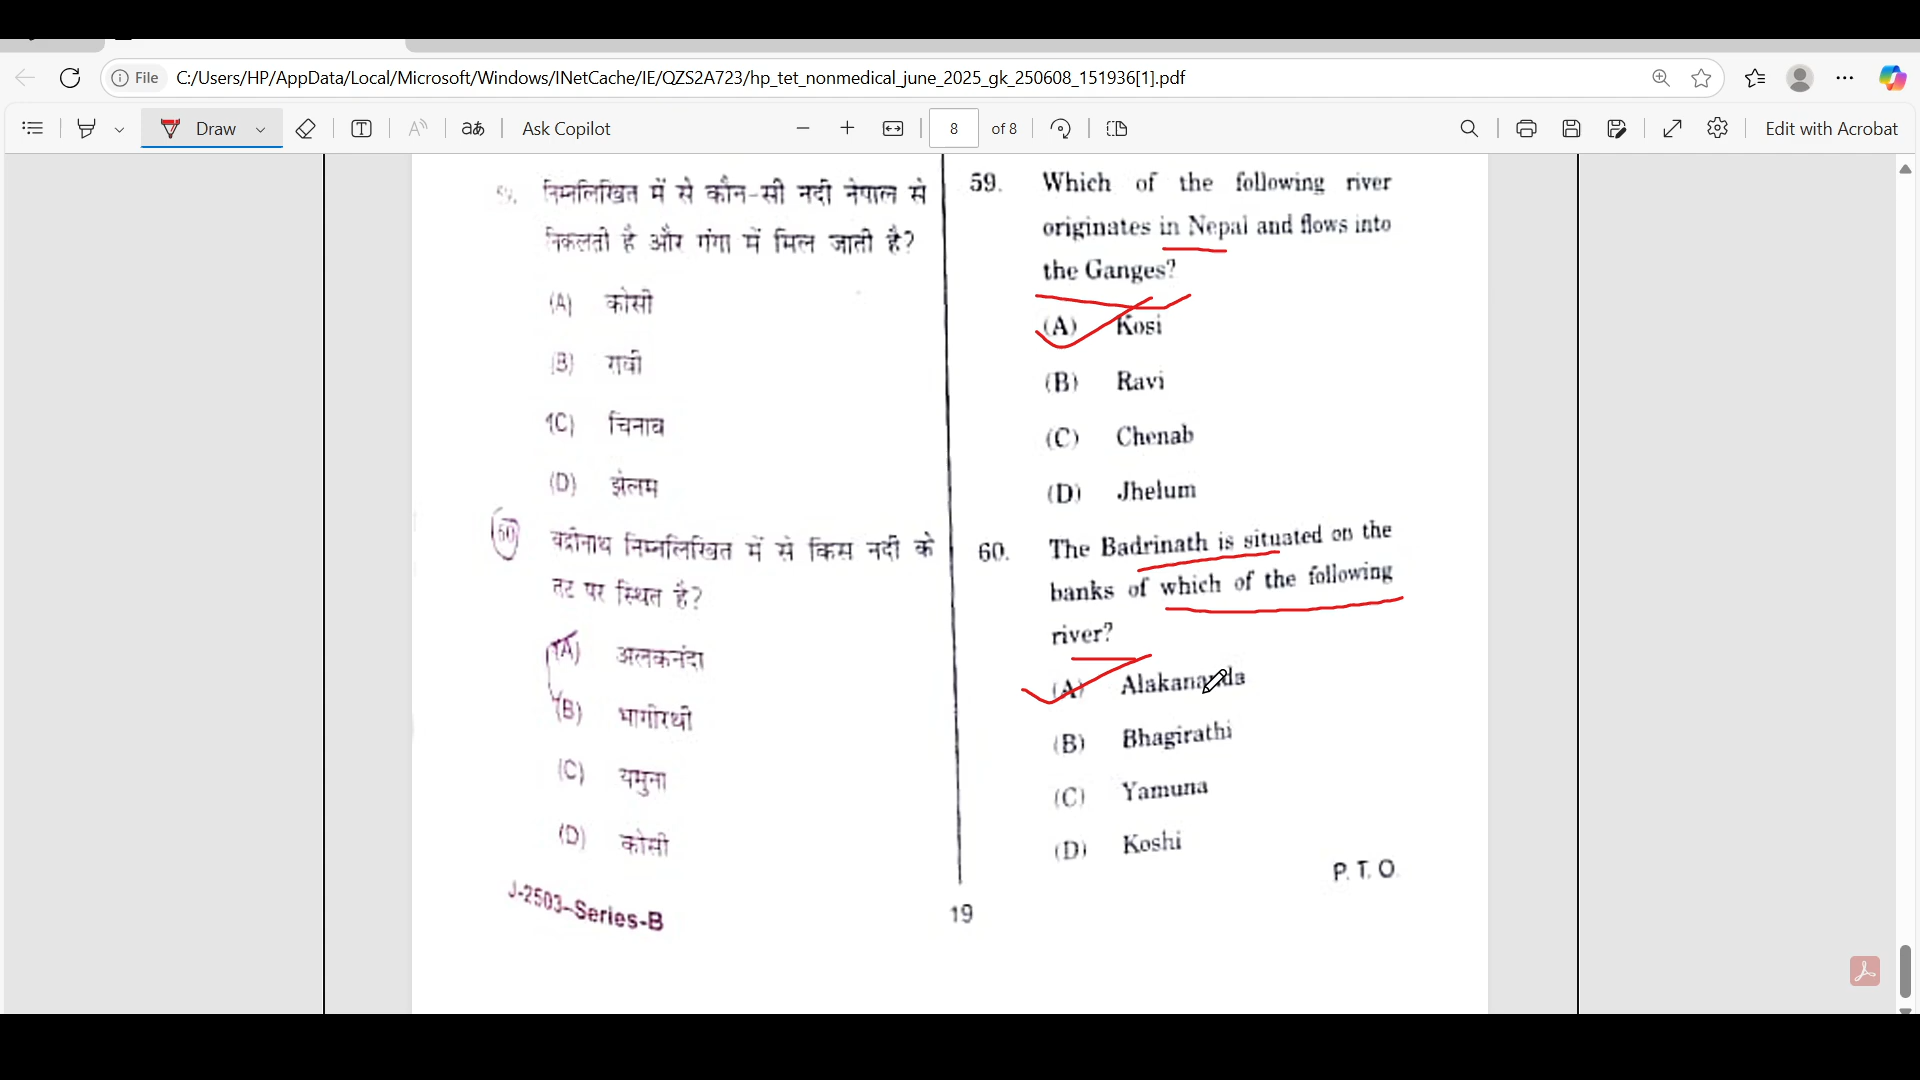 File
C:/Users/HP/AppData/Local/Microsoft/Windows/INetCache/IE/QZS2A723/hp_tet_nonmedical_june_2025_gk_250608_151936[1].pdf
Draw
Ask Copilot
8 of 8
Edit with Acrobat
निम्नलिखित में से कौन-सी नदी नेपाल से
निकलती है और गंगा में मिल जाती है?
(A) कोसी
(B) रावी
(C) चिनाब
(D) झेलम
60 बद्रीनाथ निम्नलिखित में से किस नदी के
तट पर स्थित है?
(A) अलकनंदा
(B) भागीरथी
(C) यमुना
(D) कोसी
J-2503-Series-B
59. Which of the following river
originates in Nepal and flows into
the Ganges?
(A) Kosi
(B) Ravi
(C) Chenab
(D) Jhelum
60. The Badrinath is situated on the
banks of which of the following
river?
(A) Alakananda
(B) Bhagirathi
(C) Yamuna
(D) Koshi
P. T. O.
19